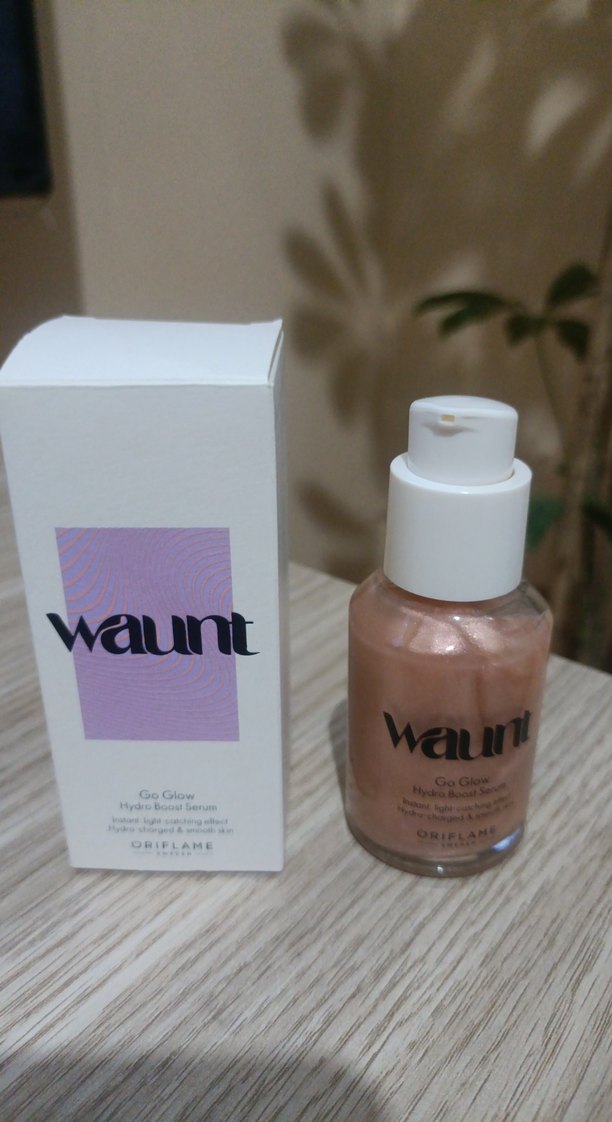 waunt
Go Glow
Hydro Boost Serum
Instant light-catching effect
Hydro-charged & smooth skin
ORIFLAME
SWEDEN
waunt
Go Glow
Hydro Boost Serum
Instant light-catching effect
Hydro-charged & smooth skin
ORIFLAME
SWEDEN